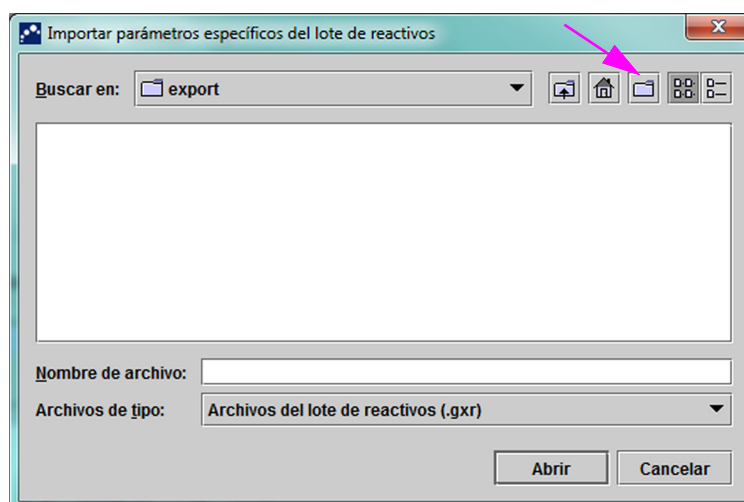 Importar parámetros específicos del lote de reactivos
Buscar en: export
Nombre de archivo:
Archivos de tipo: Archivos del lote de reactivos (.gxr)
Abrir Cancelar